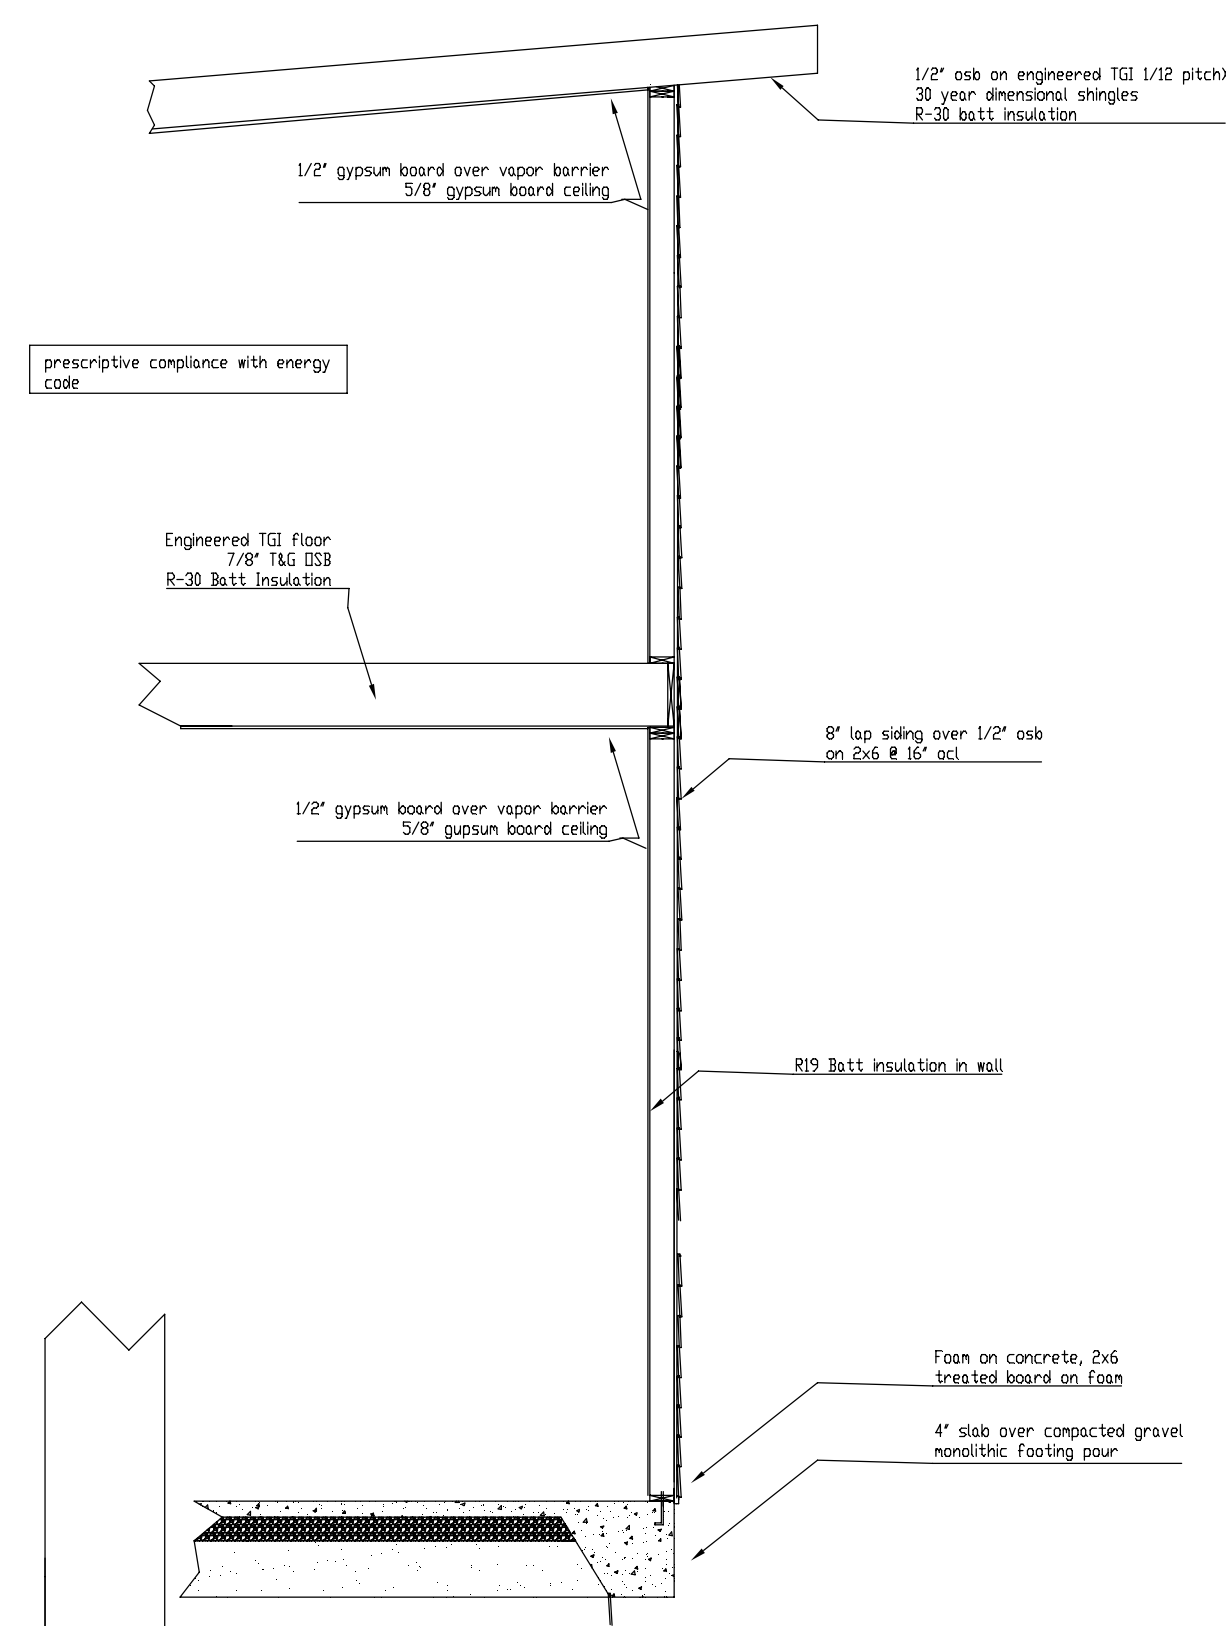 1/2" osb on engineered TGI 1/12 pitch)
30 year dimensional shingles
R-30 batt insulation
1/2" gypsum board over vapor barrier
5/8" gypsum board ceiling
prescriptive compliance with energy
code
Engineered TGI floor
7/8" T&G OSB
R-30 Batt Insulation
8" lap siding over 1/2" osb
on 2x6 @ 16" ocl
1/2" gypsum board over vapor barrier
5/8" gupsum board ceiling
R19 Batt insulation in wall
Foam on concrete, 2x6
treated board on foam
4" slab over compacted gravel
monolithic footing pour